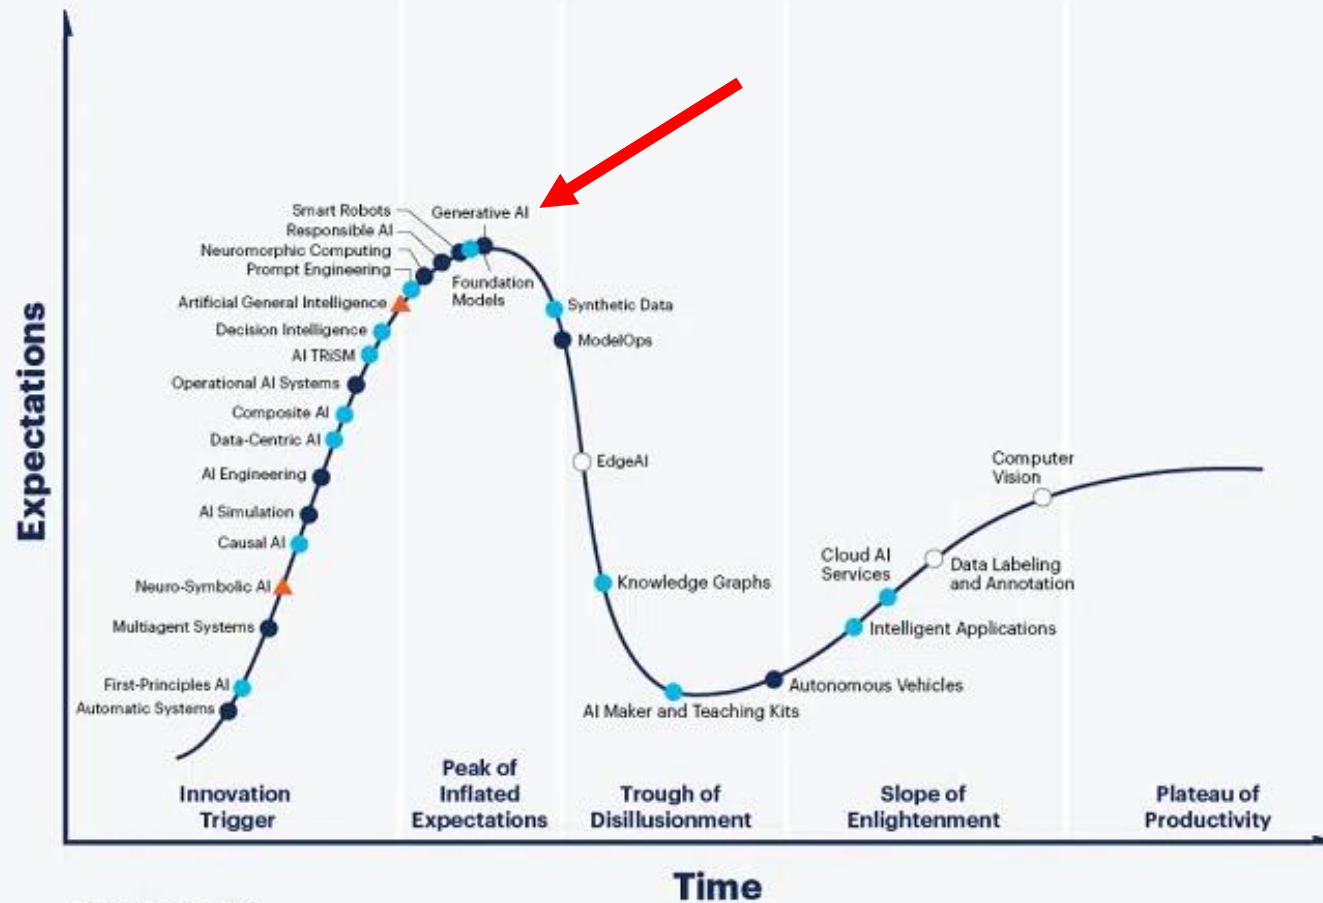 Expectations
Smart Robots
Responsible AI
Neuromorphic Computing
Prompt Engineering
Artificial General Intelligence
Decision Intelligence
AI TRiSM
Operational AI Systems
Composite AI
Data-Centric AI
AI Engineering
AI Simulation
Causal AI
Neuro-Symbolic AI
Multiagent Systems
First-Principles AI
Automatic Systems
Generative AI
Foundation
Models
Synthetic Data
ModelOps
EdgeAI
Knowledge Graphs
AI Maker and Teaching Kits
Autonomous Vehicles
Intelligent Applications
Cloud AI
Services
Data Labeling
and Annotation
Computer
Vision
Innovation
Trigger
Peak of
Inflated
Expectations
Trough of
Disillusionment
Slope of
Enlightenment
Plateau of
Productivity
Time